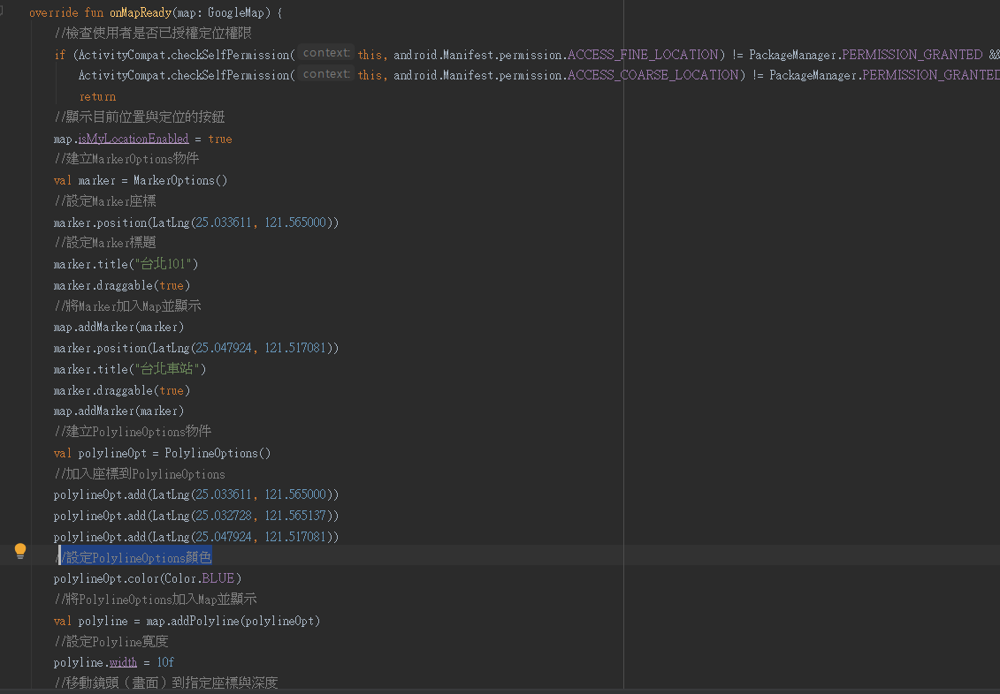 override fun onMapReady(map: GoogleMap) {
//檢查使用者是否已授權定位權限
if (ActivityCompat.checkSelfPermission( context: this, android.Manifest.permission.ACCESS_FINE_LOCATION) != PackageManager.PERMISSION_GRANTED &&
ActivityCompat.checkSelfPermission( context: this, android.Manifest.permission.ACCESS_COARSE_LOCATION) != PackageManager.PERMISSION_GRANTED
return
//顯示目前位置與定位的按鈕
map.isMyLocationEnabled = true
//建立MarkerOptions物件
val marker = MarkerOptions()
//設定Marker座標
marker.position(LatLng(25.033611, 121.565000))
//設定Marker標題
marker.title("台北101")
marker.draggable(true)
//將Marker加入Map並顯示
map.addMarker(marker)
marker.position(LatLng(25.047924, 121.517081))
marker.title("台北車站")
marker.draggable(true)
map.addMarker(marker)
//建立PolylineOptions物件
val polylineOpt = PolylineOptions()
//加入座標到PolylineOptions
polylineOpt.add(LatLng(25.033611, 121.565000))
polylineOpt.add(LatLng(25.032728, 121.565137))
polylineOpt.add(LatLng(25.047924, 121.517081))
//設定PolylineOptions顏色
polylineOpt.color(Color.BLUE)
//將PolylineOptions加入Map並顯示
val polyline = map.addPolyline(polylineOpt)
//設定Polyline寬度
polyline.width = 10f
//移動鏡頭(畫面)到指定座標與深度